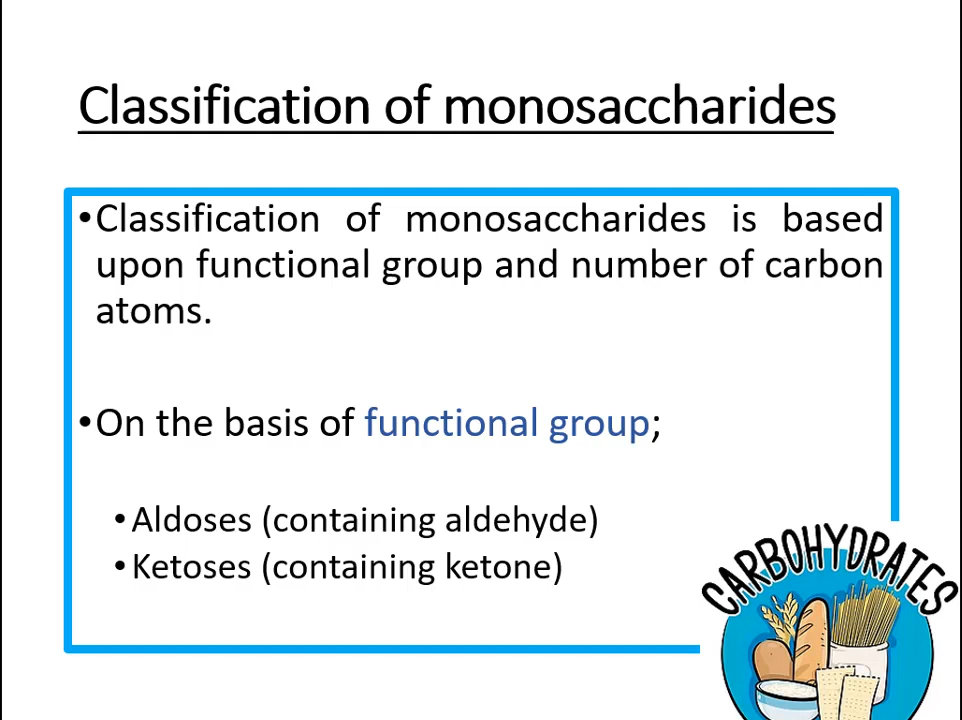 Classification of monosaccharides
•Classification of monosaccharides is based
upon functional group and number of carbon
atoms.
•On the basis of functional group;
•Aldoses (containing aldehyde)
•Ketoses (containing ketone)
CARBOHYDRATES